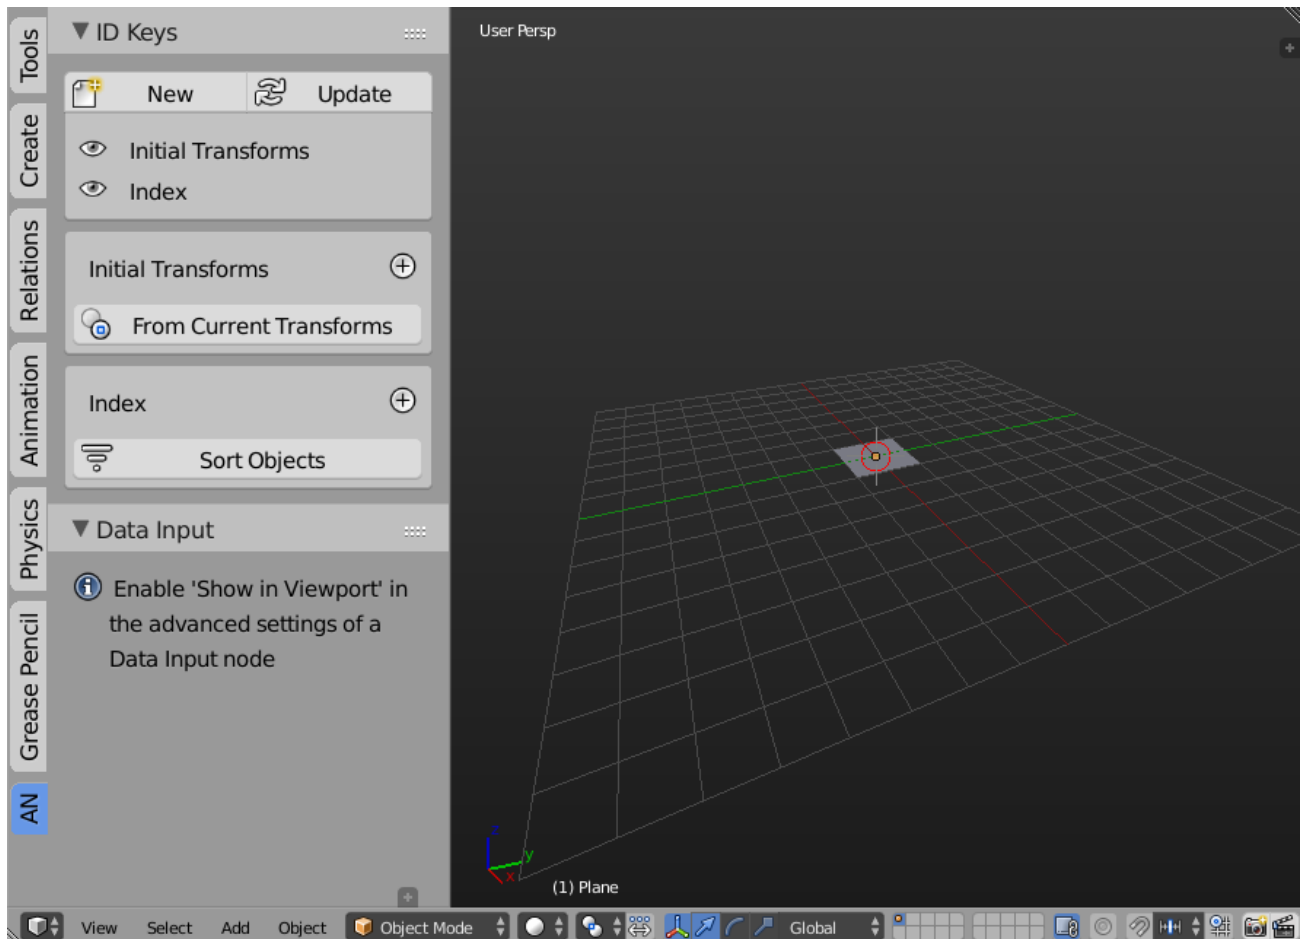 Tools
Create
Relations
Animation
Physics
Grease Pencil
AN
ID Keys
New
Update
Initial Transforms
Index
Initial Transforms
From Current Transforms
Index
Sort Objects
Data Input
Enable 'Show in Viewport' in
the advanced settings of a
Data Input node
User Persp
z
y
x
(1) Plane
View
Select
Add
Object
Object Mode
Global